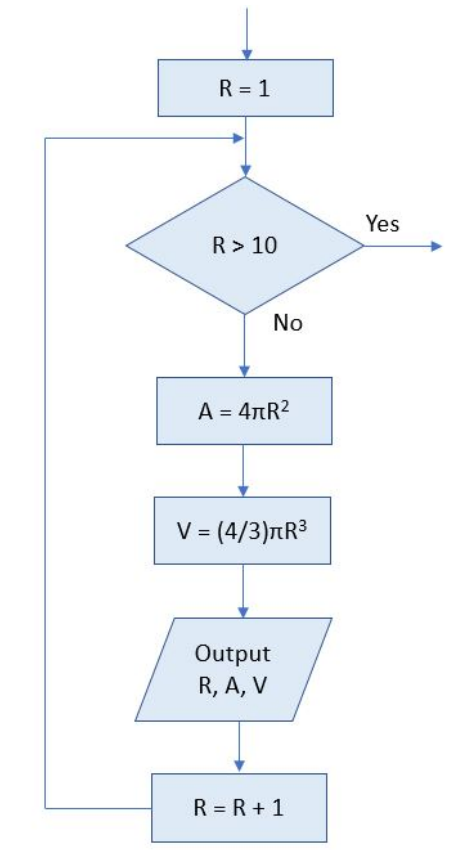 R = 1
R > 10
Yes
No
A = 4πR²
V = (4/3)πR³
Output
R, A, V
R = R + 1